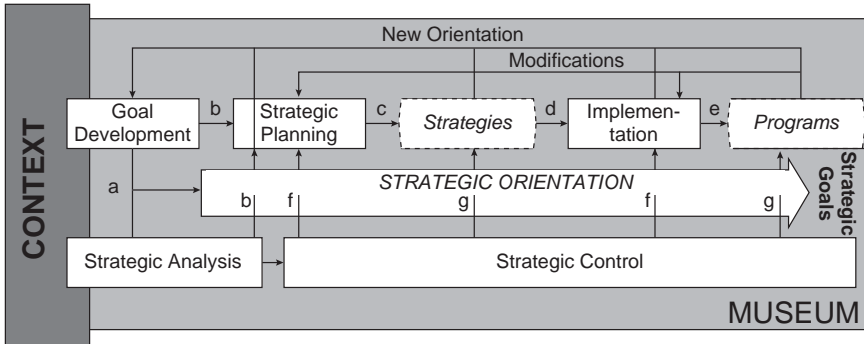 New Orientation
Modifications
Goal
Development
b
Strategic
Planning
c
Strategies
d
Implemen-
tation
e
Programs
CONTEXT
a
STRATEGIC ORIENTATION
Strategic
Goals
b
f
g
f
g
Strategic Analysis
Strategic Control
MUSEUM